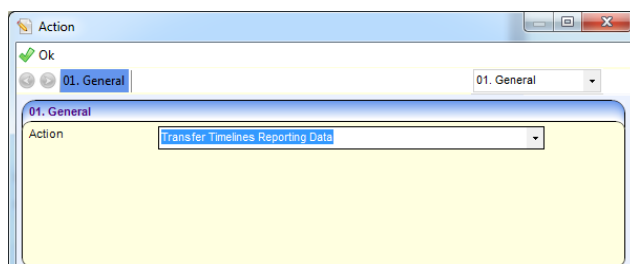 Action
Ok
01. General 01. General
01. General
Action Transfer Timelines Reporting Data